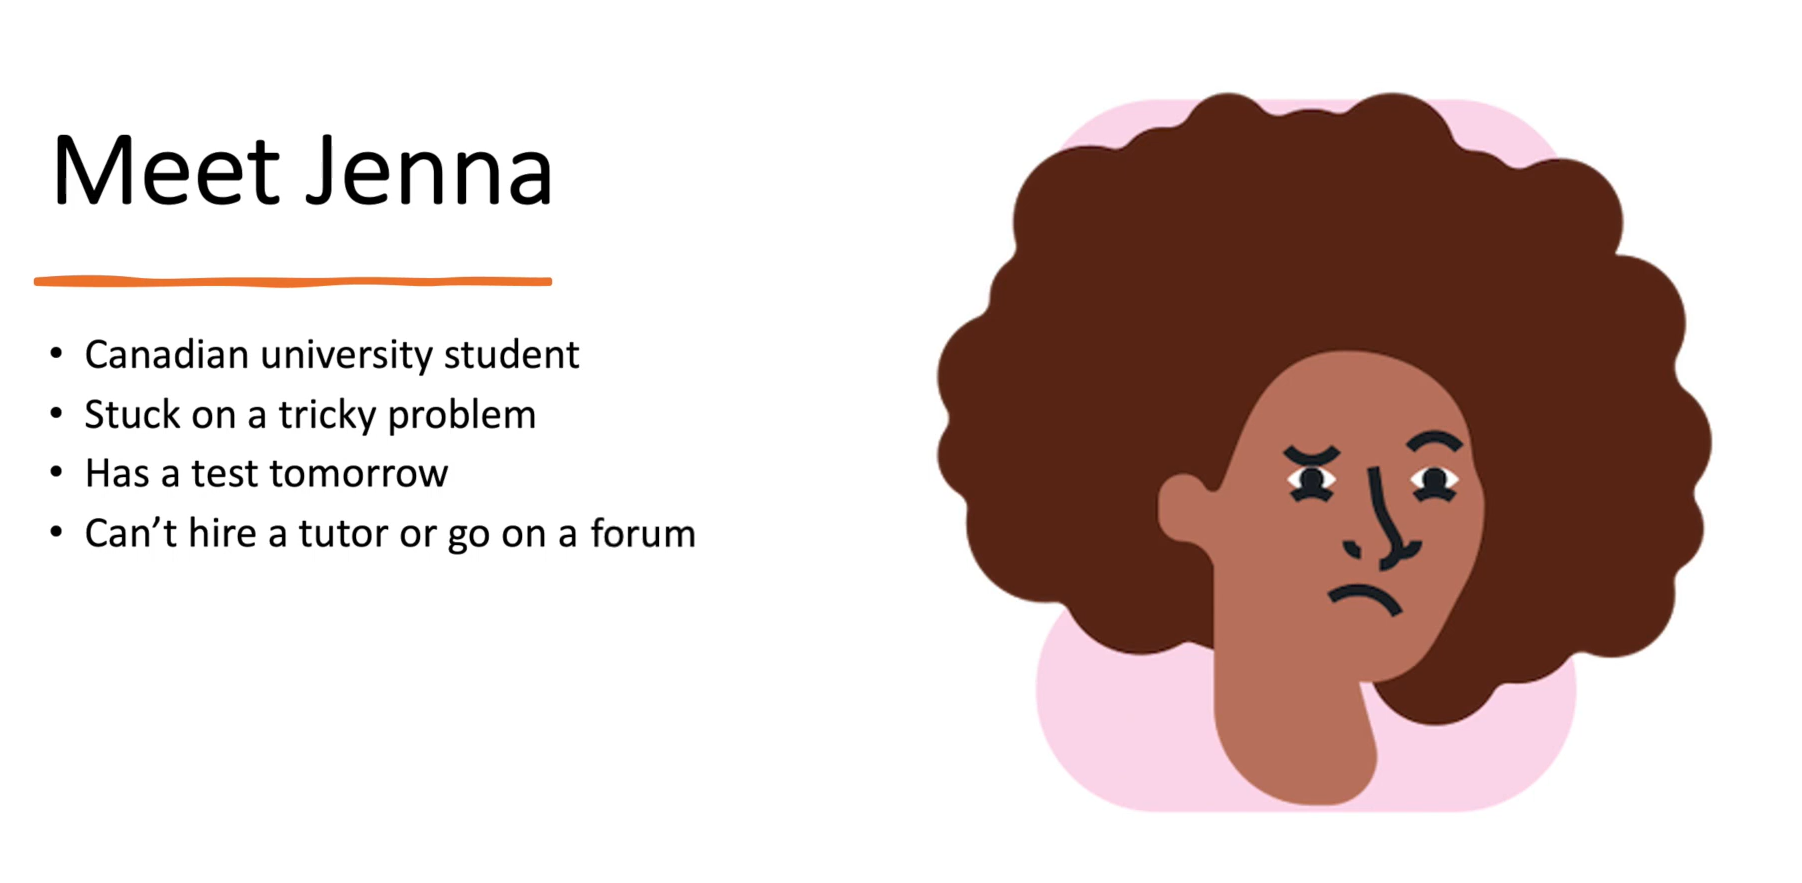 Meet Jenna
• Canadian university student
• Stuck on a tricky problem
• Has a test tomorrow
• Can’t hire a tutor or go on a forum